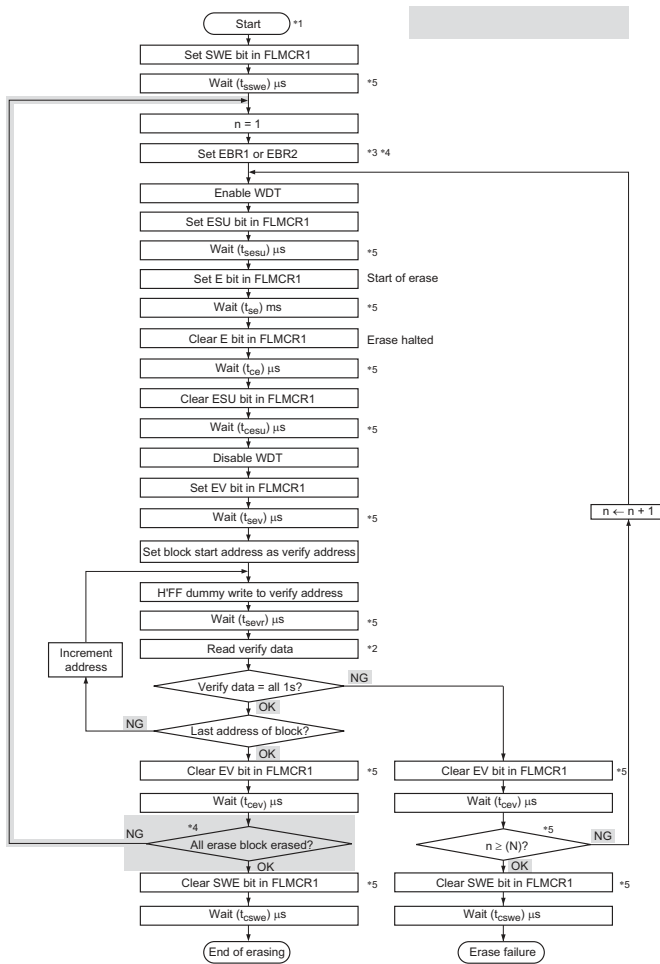 Start *1
Set SWE bit in FLMCR1
Wait (tsswe) μs *5
n = 1
Set EBR1 or EBR2 *3 *4
Enable WDT
Set ESU bit in FLMCR1
Wait (tsesu) μs *5
Set E bit in FLMCR1 Start of erase
Wait (tse) ms *5
Clear E bit in FLMCR1 Erase halted
Wait (tce) μs *5
Clear ESU bit in FLMCR1
Wait (tcesu) μs *5
Disable WDT
Set EV bit in FLMCR1
Wait (tsev) μs *5
n ← n + 1
Set block start address as verify address
H'FF dummy write to verify address
Wait (tsevr) μs *5
Read verify data *2
Increment
address
Verify data = all 1s? NG
OK
NG Last address of block?
OK
Clear EV bit in FLMCR1 *5
Wait (tcev) μs
*4
NG All erase block erased?
OK
Clear SWE bit in FLMCR1 *5
Wait (tcswe) μs
End of erasing
Clear EV bit in FLMCR1 *5
Wait (tcev) μs
*5
n ≥ (N)? NG
OK
Clear SWE bit in FLMCR1 *5
Wait (tcswe) μs
Erase failure